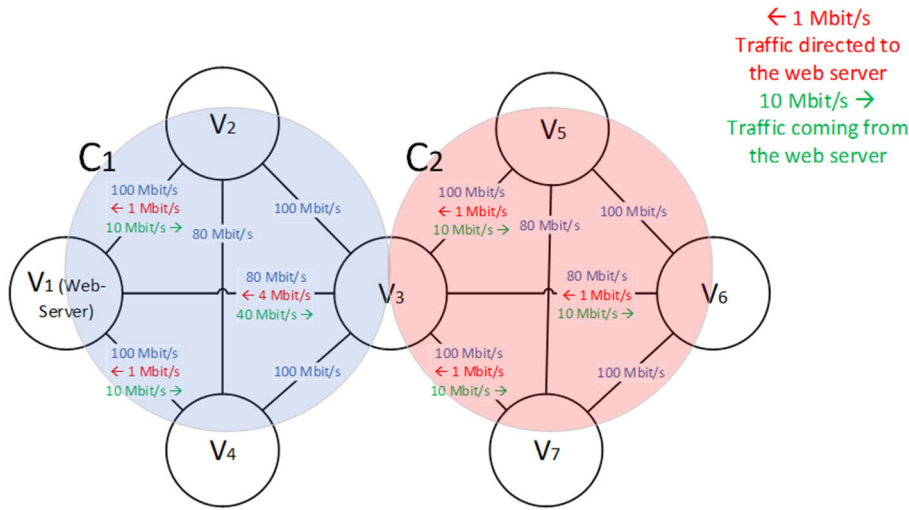 ← 1 Mbit/s
Traffic directed to
the web server
10 Mbit/s →
Traffic coming from
the web server
C1
V2
100 Mbit/s
← 1 Mbit/s
10 Mbit/s →
80 Mbit/s
100 Mbit/s
V1 (Web-
Server)
80 Mbit/s
← 4 Mbit/s
40 Mbit/s →
V3
100 Mbit/s
← 1 Mbit/s
10 Mbit/s →
100 Mbit/s
V4
C2
V5
100 Mbit/s
← 1 Mbit/s
10 Mbit/s →
80 Mbit/s
100 Mbit/s
80 Mbit/s
← 1 Mbit/s
10 Mbit/s →
V6
100 Mbit/s
← 1 Mbit/s
10 Mbit/s →
100 Mbit/s
V7